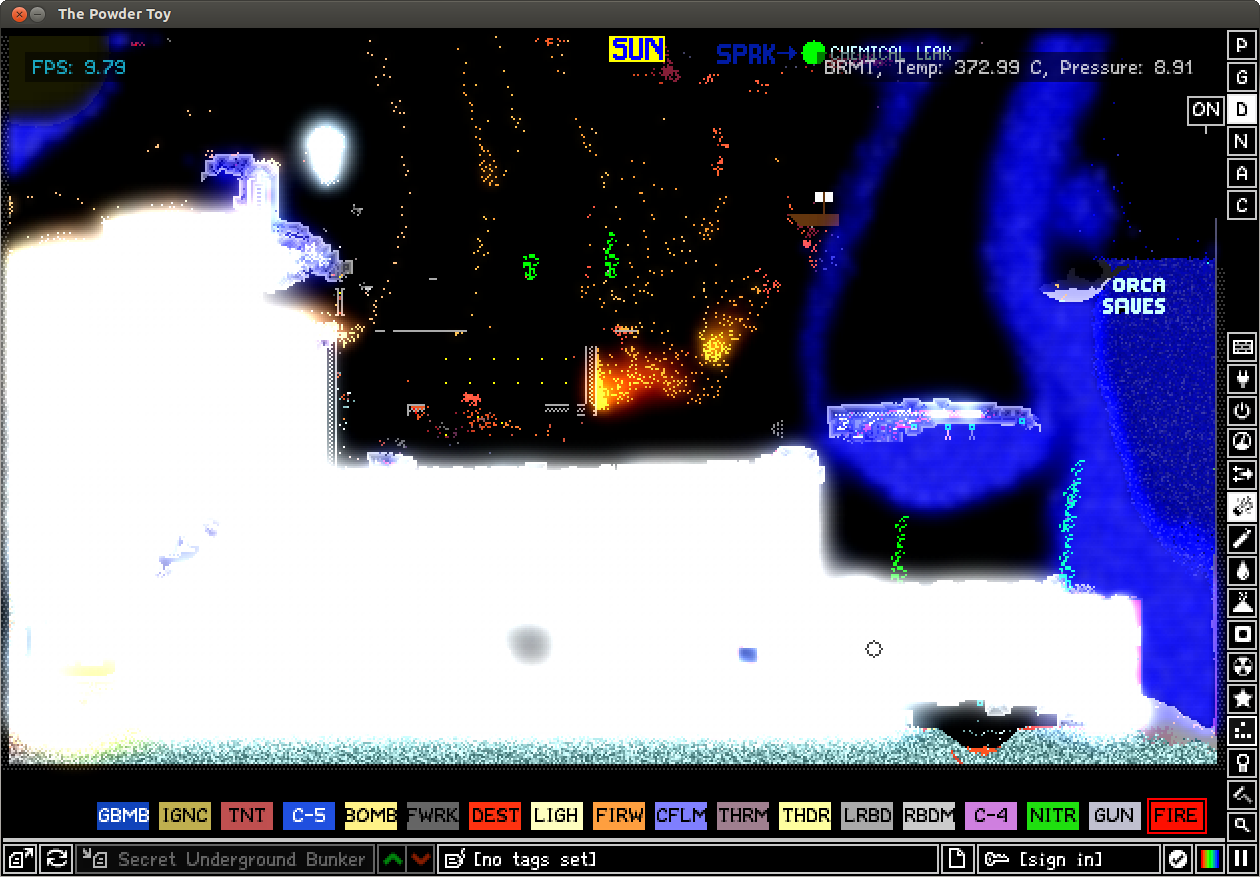 The Powder Toy
SUN
SPRK
CHEMICAL LEAK
FPS: 9.79
BRMT, Temp: 372.99 C, Pressure: 8.91
P
G
ON
D
N
A
C
ORCA
SAVES
GBMB IGNC TNT C-5 BOMB FWRK DEST LIGH FIRW CFLM THRM THDR LRBD RBDM C-4 NITR GUN FIRE
Secret Underground Bunker [no tags set] [sign in]